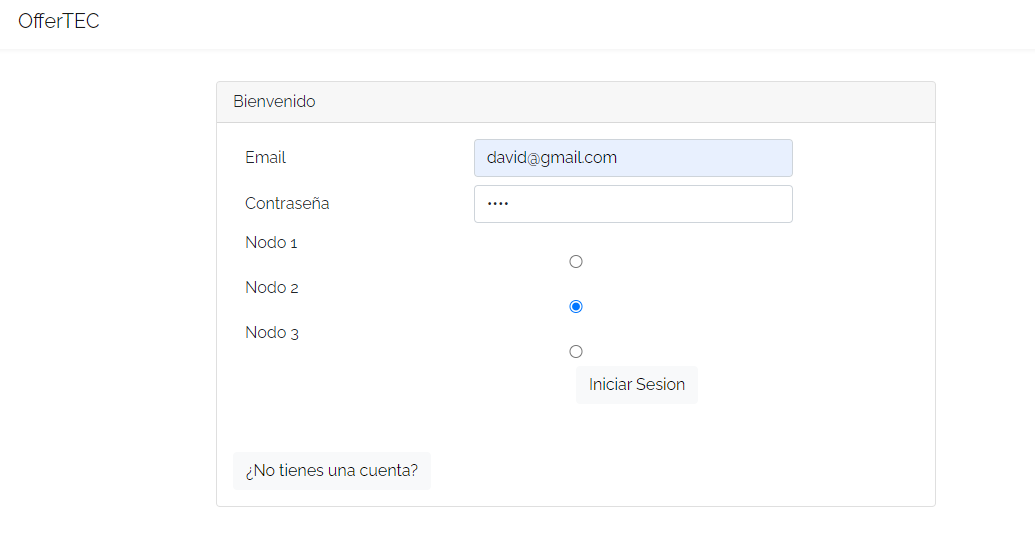 OfferTEC
Bienvenido
Email
david@gmail.com
Contraseña
••••
Nodo 1
Nodo 2
Nodo 3
Iniciar Sesion
¿No tienes una cuenta?